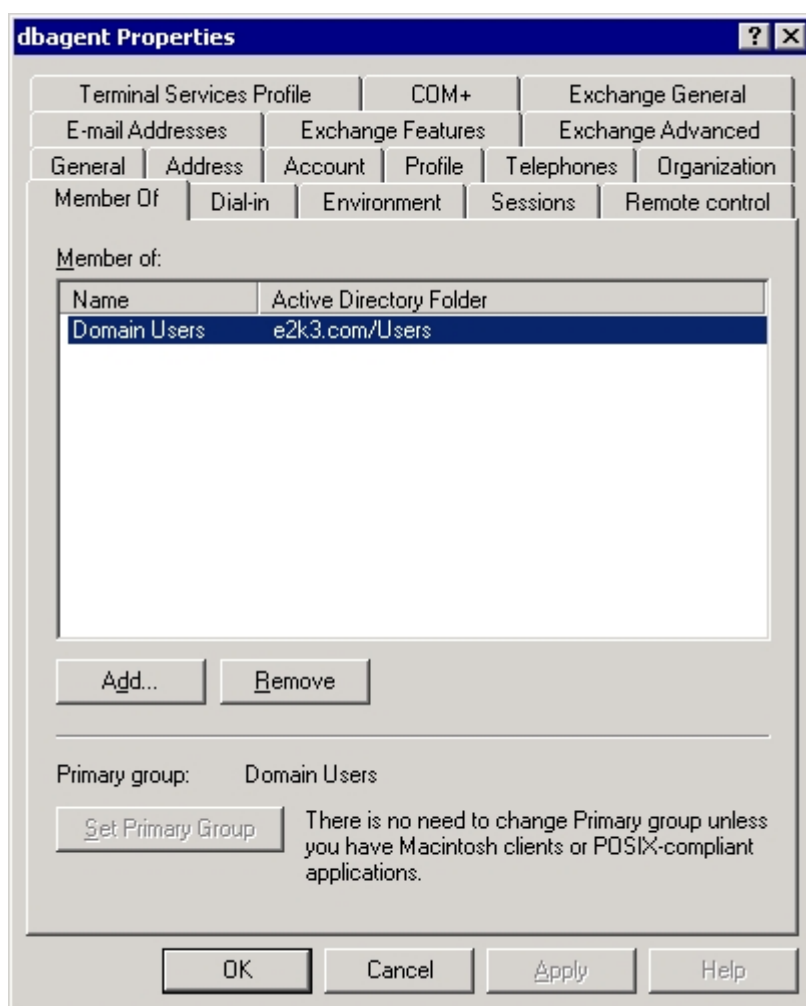 dbagent Properties
Terminal Services Profile COM+ Exchange General
E-mail Addresses Exchange Features Exchange Advanced
General Address Account Profile Telephones Organization
Member Of Dial-in Environment Sessions Remote control
Member of:
Name Active Directory Folder
Domain Users e2k3.com/Users
Add... Remove
Primary group: Domain Users
Set Primary Group
There is no need to change Primary group unless
you have Macintosh clients or POSIX-compliant
applications.
OK Cancel Apply Help